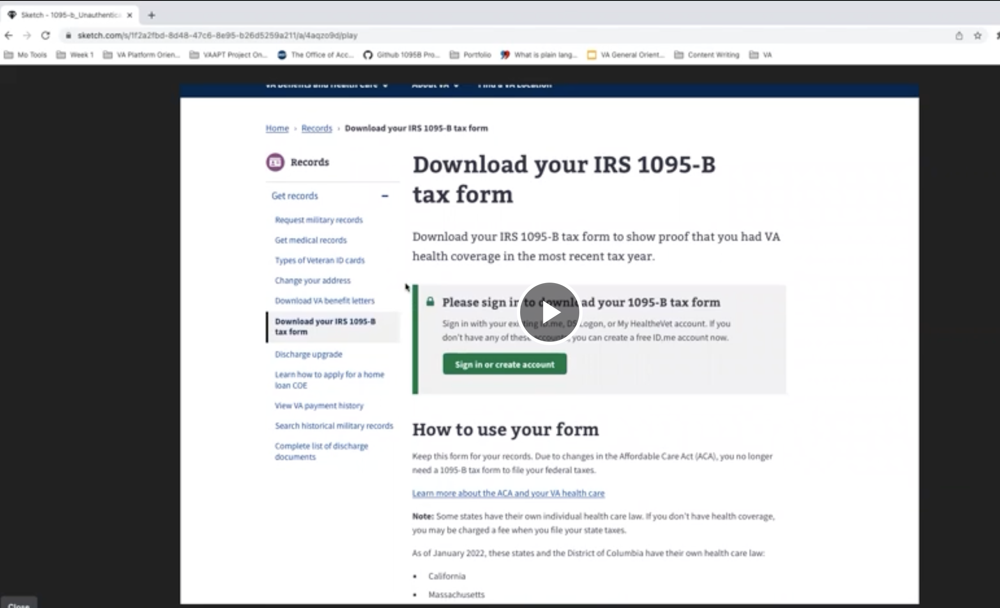 Sketch - 1095-b_Unauthentic
sketch.com/s/1f2a2fbd-8d48-47c6-8e95-b26d5259a211/a/4aqzo9d/play
Mo Tools Week 1 VA Platform Orien... VAAPT Project On... The Office of Acc... Github 1095B Pro... Portfolio What is plain lang... VA General Orient... Content Writing VA
VA Benefits and Health Care About VA Find a VA Location
Home › Records › Download your IRS 1095-B tax form
Records
Get records
Request military records
Get medical records
Types of Veteran ID cards
Change your address
Download VA benefit letters
Download your IRS 1095-B
tax form
Discharge upgrade
Learn how to apply for a home
loan COE
View VA payment history
Search historical military records
Complete list of discharge
documents
Download your IRS 1095-B
tax form
Download your IRS 1095-B tax form to show proof that you had VA
health coverage in the most recent tax year.
Please sign in to download your 1095-B tax form
Sign in with your existing ID.me, DS Logon, or My HealtheVet account. If you
don't have any of these accounts, you can create a free ID.me account now.
Sign in or create account
How to use your form
Keep this form for your records. Due to changes in the Affordable Care Act (ACA), you no longer
need a 1095-B tax form to file your federal taxes.
Learn more about the ACA and your VA health care
Note: Some states have their own individual health care law. If you don't have health coverage,
you may be charged a fee when you file your state taxes.
As of January 2022, these states and the District of Columbia have their own health care law:
▪ California
▪ Massachusetts
Close